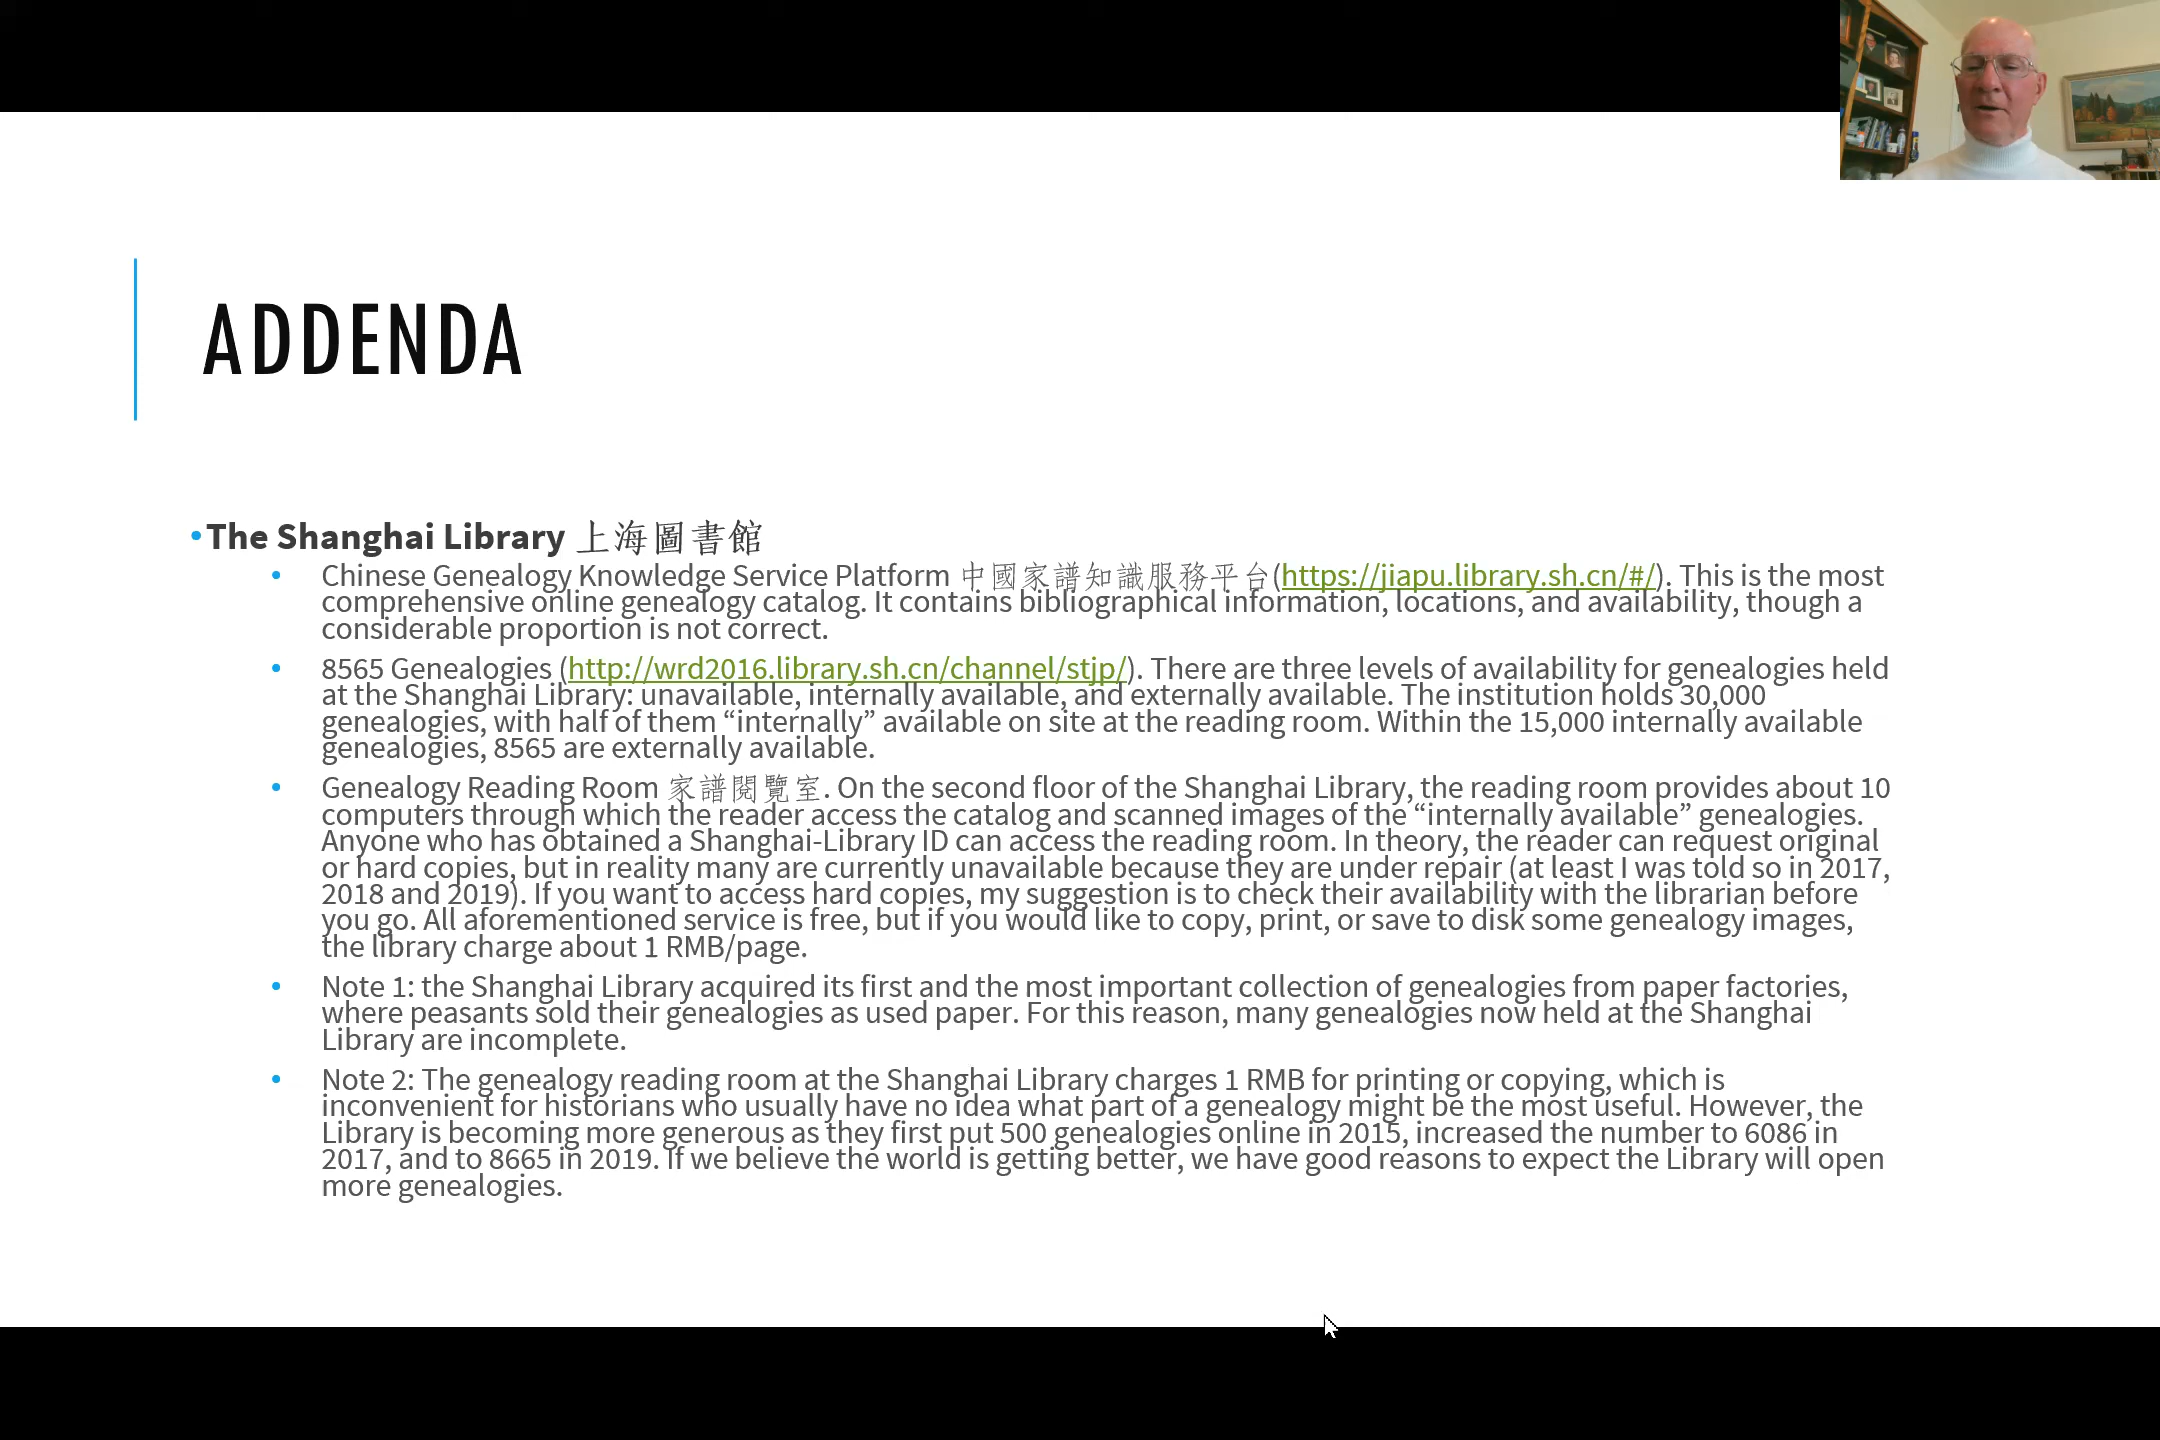 ADDENDA
•The Shanghai Library 上海圖書館
• Chinese Genealogy Knowledge Service Platform 中國家譜知識服務平台(https://jiapu.library.sh.cn/#/). This is the most
comprehensive online genealogy catalog. It contains bibliographical information, locations, and availability, though a
considerable proportion is not correct.
• 8565 Genealogies (http://wrd2016.library.sh.cn/channel/stjp/). There are three levels of availability for genealogies held
at the Shanghai Library: unavailable, internally available, and externally available. The institution holds 30,000
genealogies, with half of them “internally” available on site at the reading room. Within the 15,000 internally available
genealogies, 8565 are externally available.
• Genealogy Reading Room 家譜閱覽室. On the second floor of the Shanghai Library, the reading room provides about 10
computers through which the reader access the catalog and scanned images of the “internally available” genealogies.
Anyone who has obtained a Shanghai-Library ID can access the reading room. In theory, the reader can request original
or hard copies, but in reality many are currently unavailable because they are under repair (at least I was told so in 2017,
2018 and 2019). If you want to access hard copies, my suggestion is to check their availability with the librarian before
you go. All aforementioned service is free, but if you would like to copy, print, or save to disk some genealogy images,
the library charge about 1 RMB/page.
• Note 1: the Shanghai Library acquired its first and the most important collection of genealogies from paper factories,
where peasants sold their genealogies as used paper. For this reason, many genealogies now held at the Shanghai
Library are incomplete.
• Note 2: The genealogy reading room at the Shanghai Library charges 1 RMB for printing or copying, which is
inconvenient for historians who usually have no idea what part of a genealogy might be the most useful. However, the
Library is becoming more generous as they first put 500 genealogies online in 2015, increased the number to 6086 in
2017, and to 8665 in 2019. If we believe the world is getting better, we have good reasons to expect the Library will open
more genealogies.